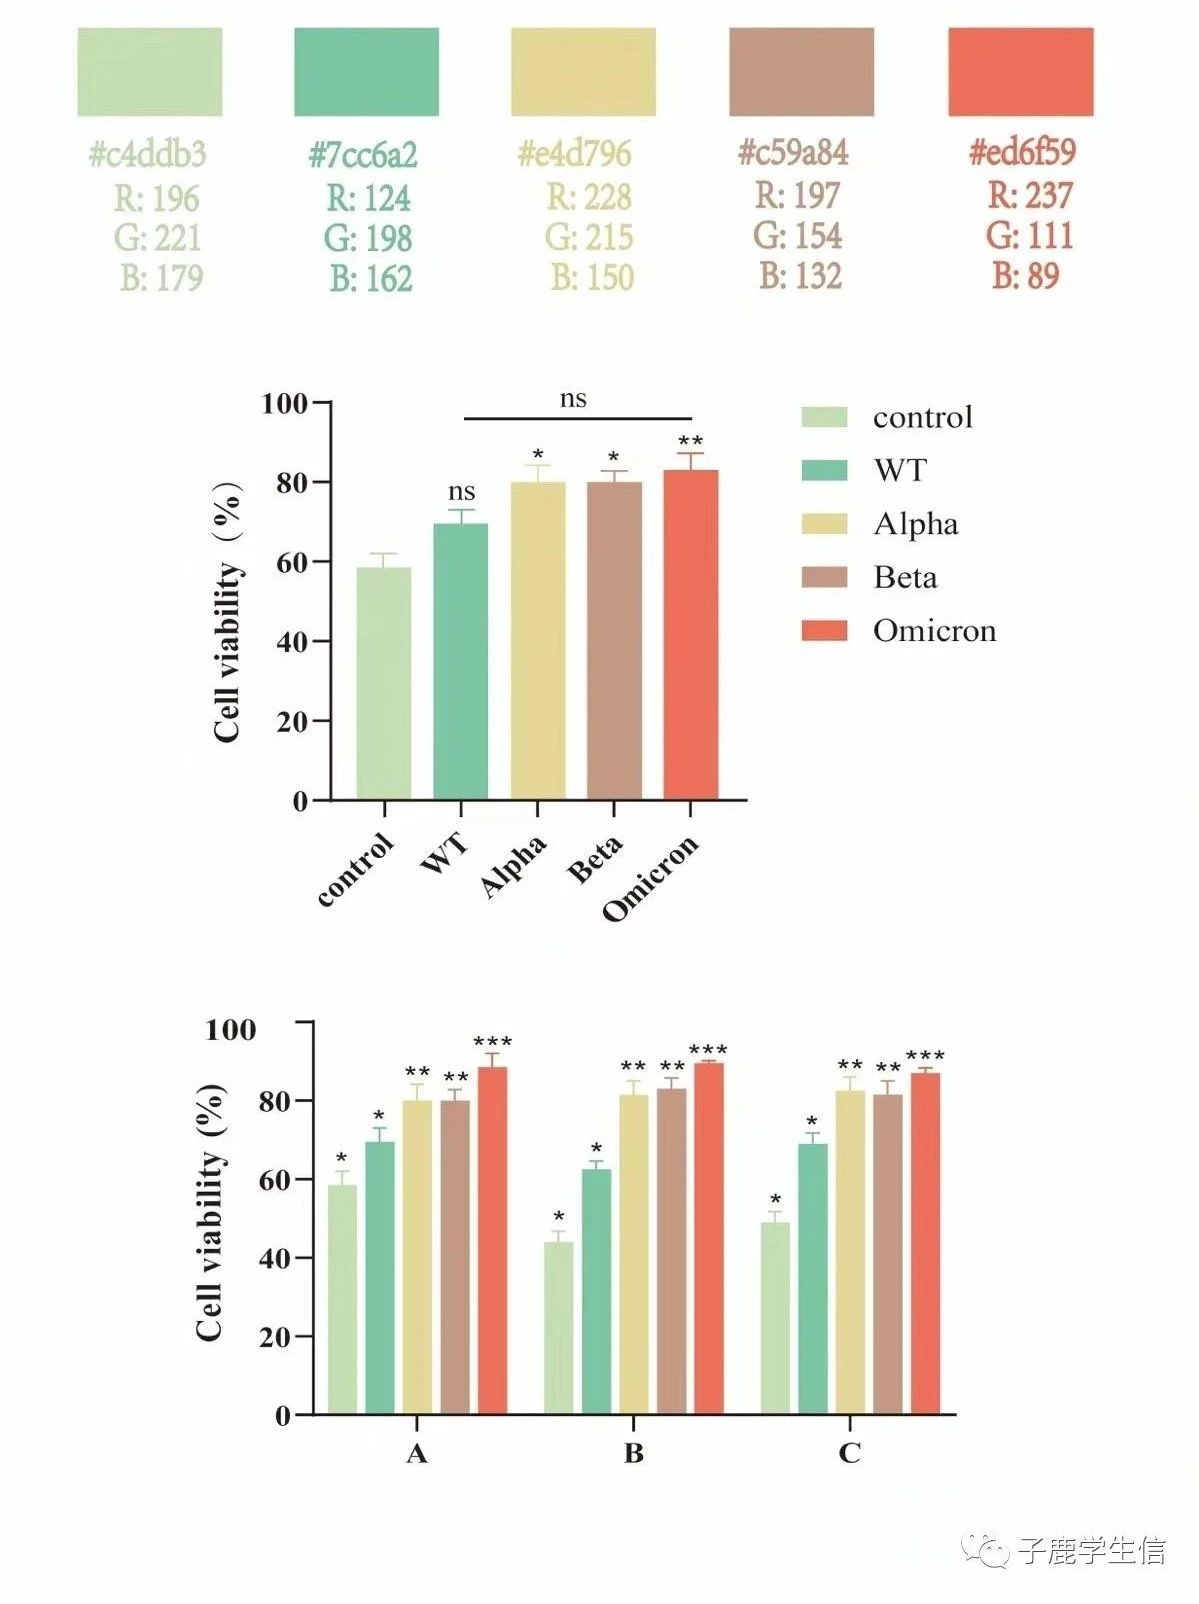 #c4ddb3 #7cc6a2 #e4d796 #c59a84 #ed6f59
R: 196 R: 124 R: 228 R: 197 R: 237
G: 221 G: 198 G: 215 G: 154 G: 111
B: 179 B: 162 B: 150 B: 132 B: 89
Cell viability (%)
100
80
60
40
20
0
ns
ns
*
*
**
control
WT
Alpha
Beta
Omicron
control
WT
Alpha
Beta
Omicron
Cell viability (%)
100
80
60
40
20
0
* * ** ** ***
* * ** ** ***
* * ** ** ***
A B C
子鹿学生信